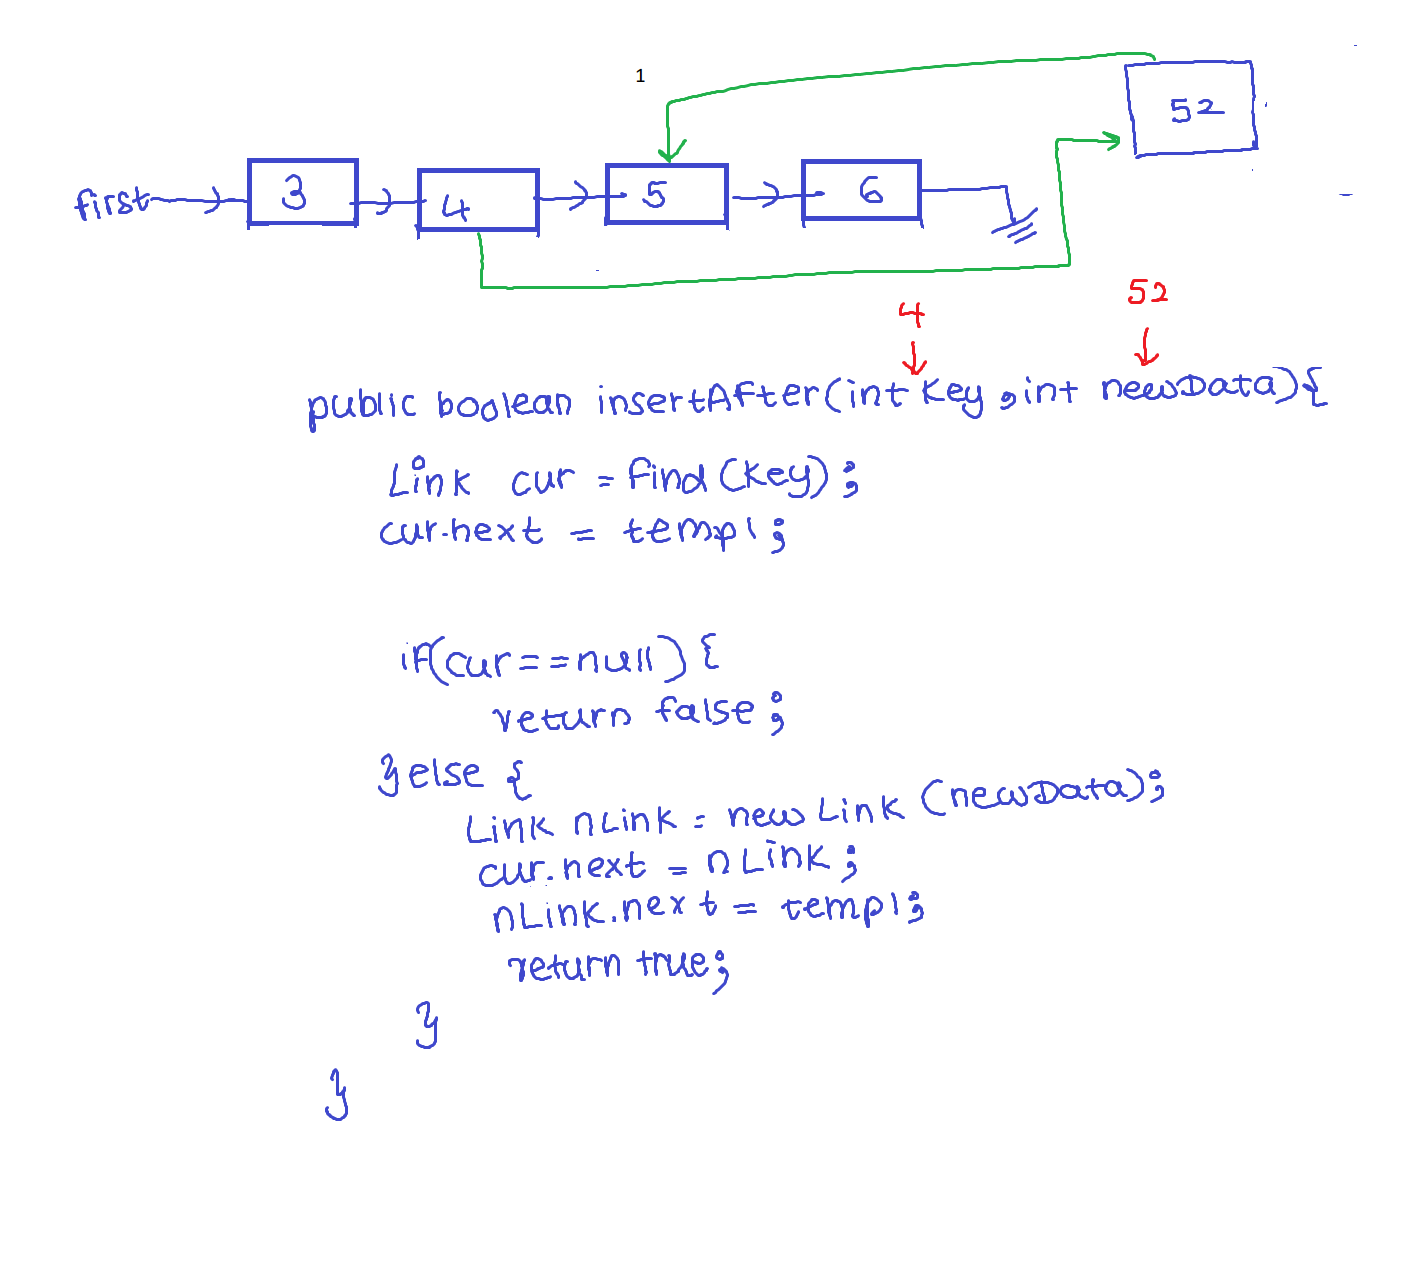 1
52
first 3 4 5 6
4 52
public boolean insertAfter(int key, int newData){
Link cur = find(key);
cur.next = temp1;
if(cur==null){
return false;
}else {
Link nLink = new Link (newData);
cur.next = nLink;
nLink.next = temp1;
return true;
}
}